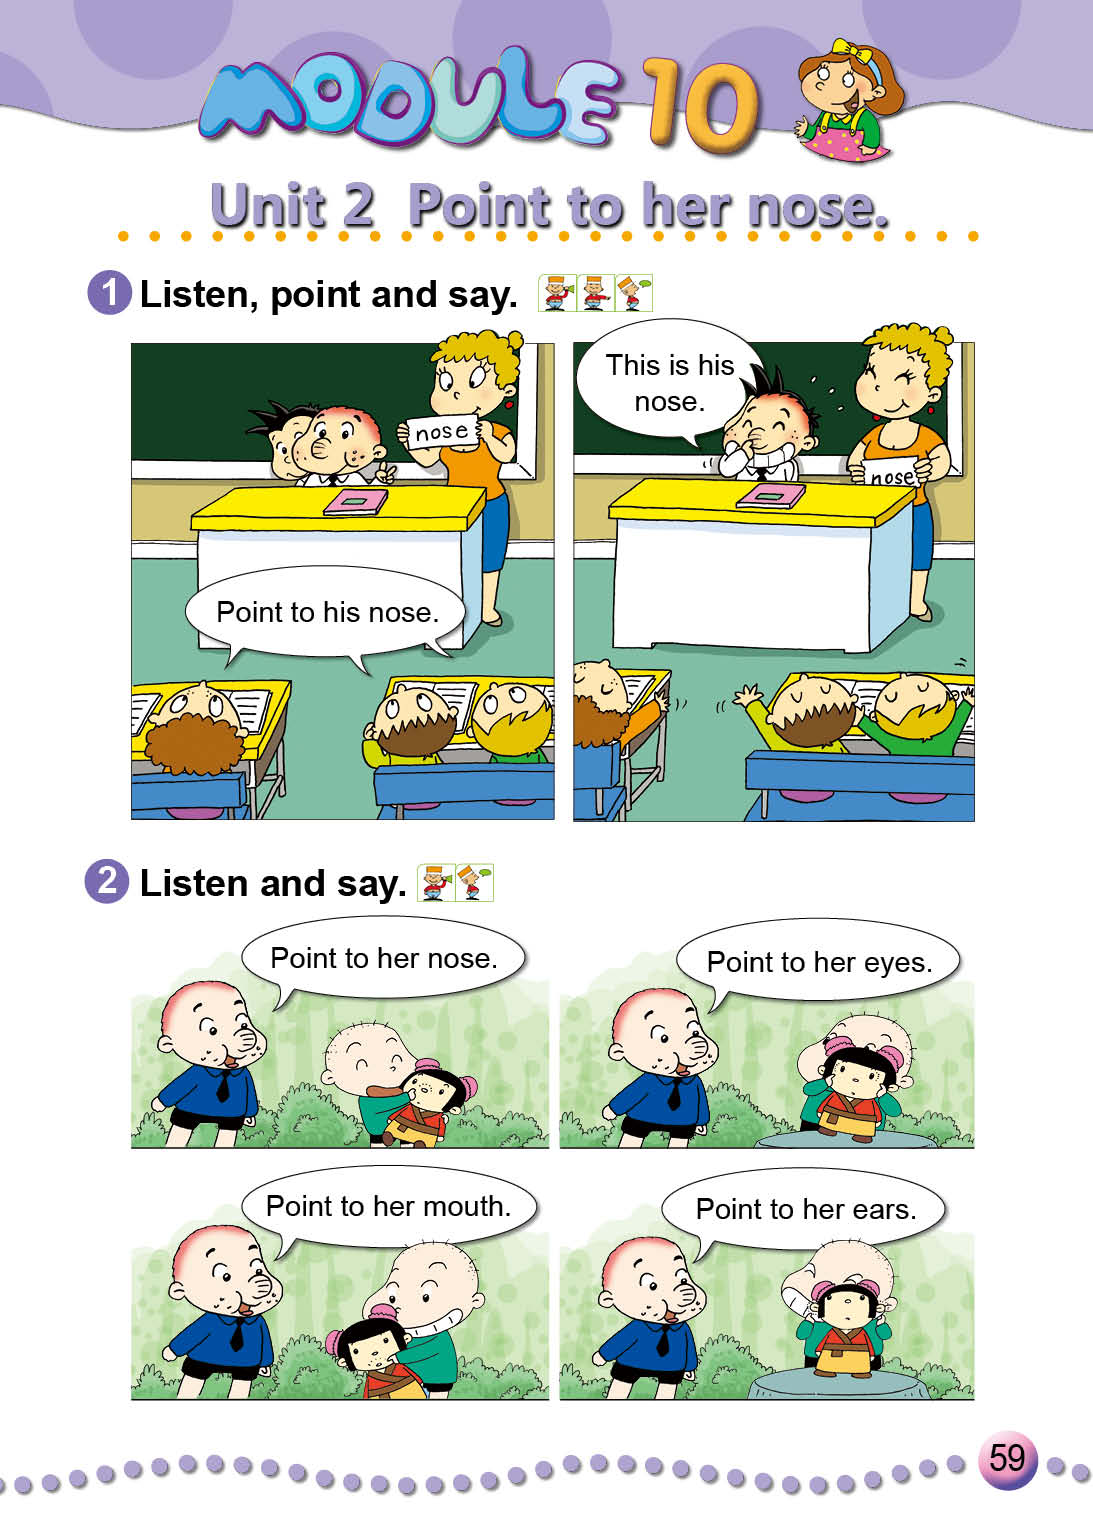 MODULE 10
Unit 2 Point to her nose.
1 Listen, point and say.
nose
Point to his nose.
This is his
nose.
nose
2 Listen and say.
Point to her nose.
Point to her eyes.
Point to her mouth.
Point to her ears.
59